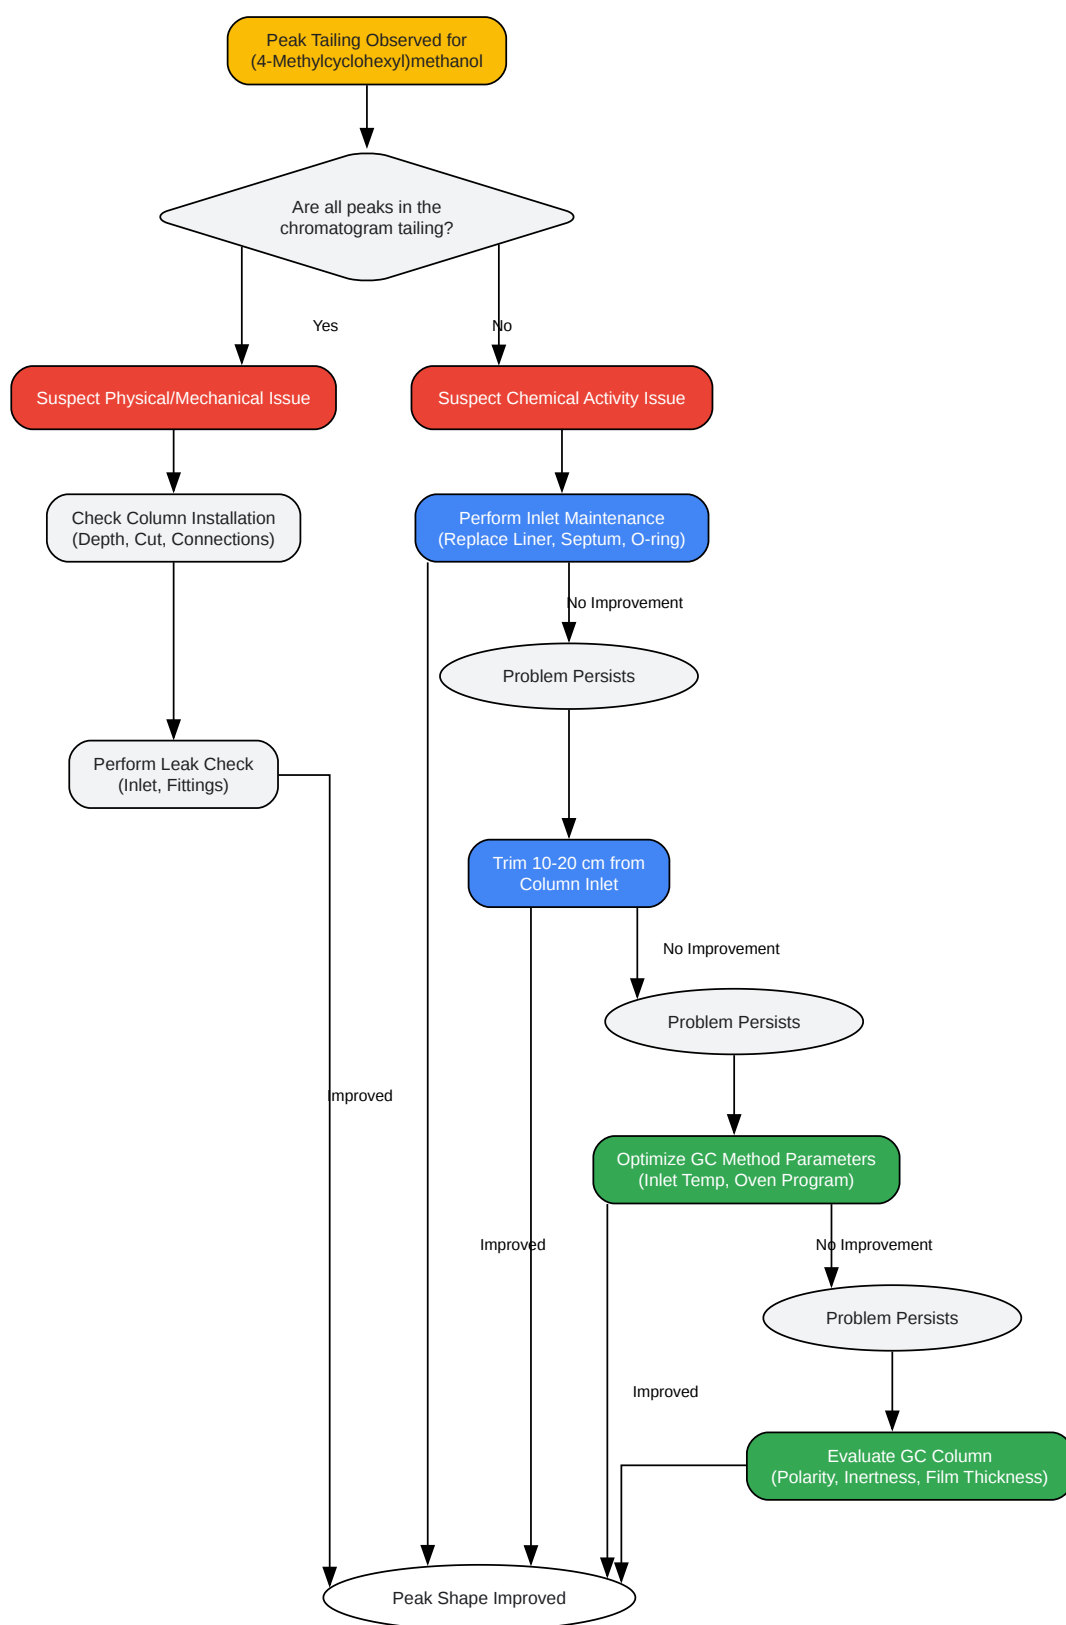 Peak Tailing Observed for
(4-Methylcyclohexyl)methanol
Are all peaks in the
chromatogram tailing?
Yes
No
Suspect Physical/Mechanical Issue
Suspect Chemical Activity Issue
Check Column Installation
(Depth, Cut, Connections)
Perform Inlet Maintenance
(Replace Liner, Septum, O-ring)
No Improvement
Problem Persists
Perform Leak Check
(Inlet, Fittings)
Trim 10-20 cm from
Column Inlet
No Improvement
Problem Persists
Improved
Optimize GC Method Parameters
(Inlet Temp, Oven Program)
Improved
No Improvement
Problem Persists
Improved
Evaluate GC Column
(Polarity, Inertness, Film Thickness)
Peak Shape Improved